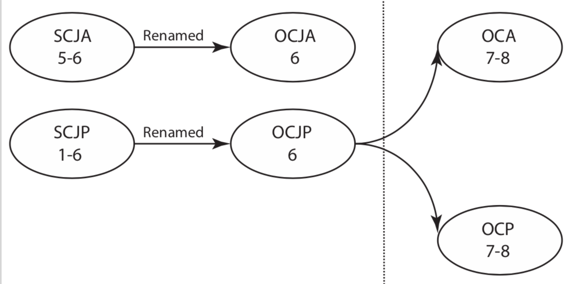 SCJA
5-6
Renamed
OCJA
6
OCA
7-8
SCJP
1-6
Renamed
OCJP
6
OCP
7-8